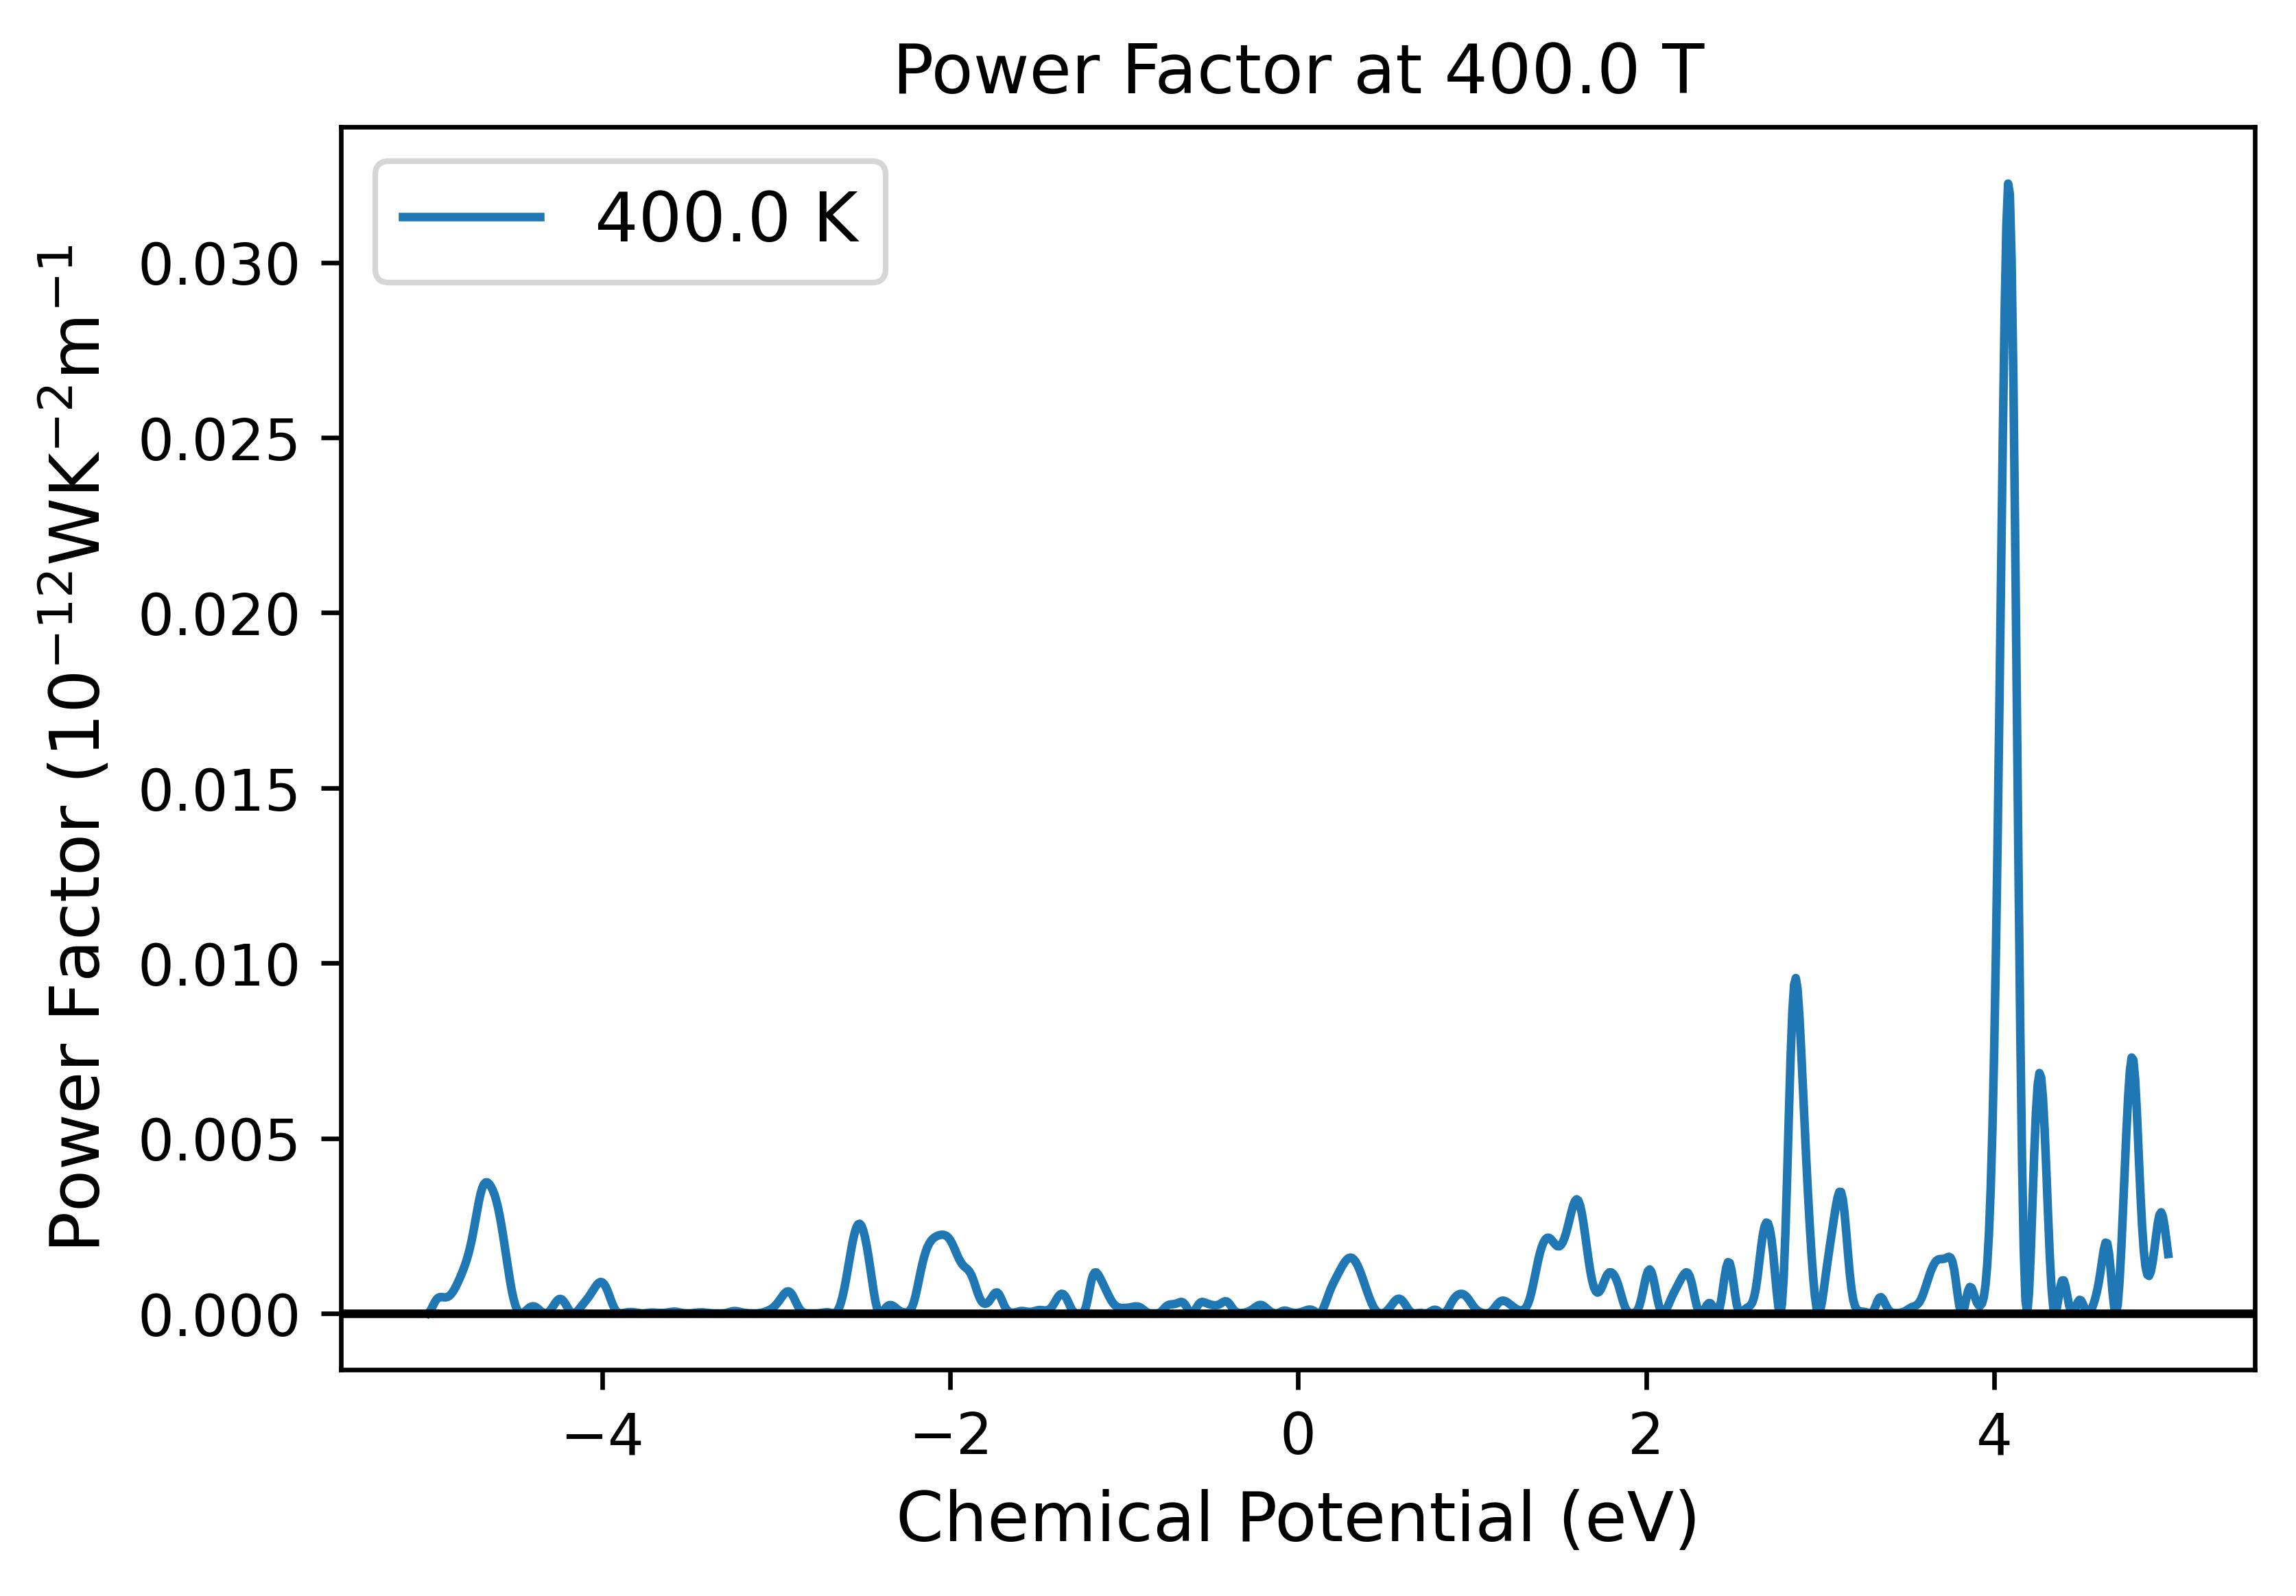 Power Factor at 400.0 T
400.0 K
Power Factor (10⁻¹²WK⁻²m⁻¹
0.030
0.025
0.020
0.015
0.010
0.005
0.000
−4 −2 0 2 4
Chemical Potential (eV)